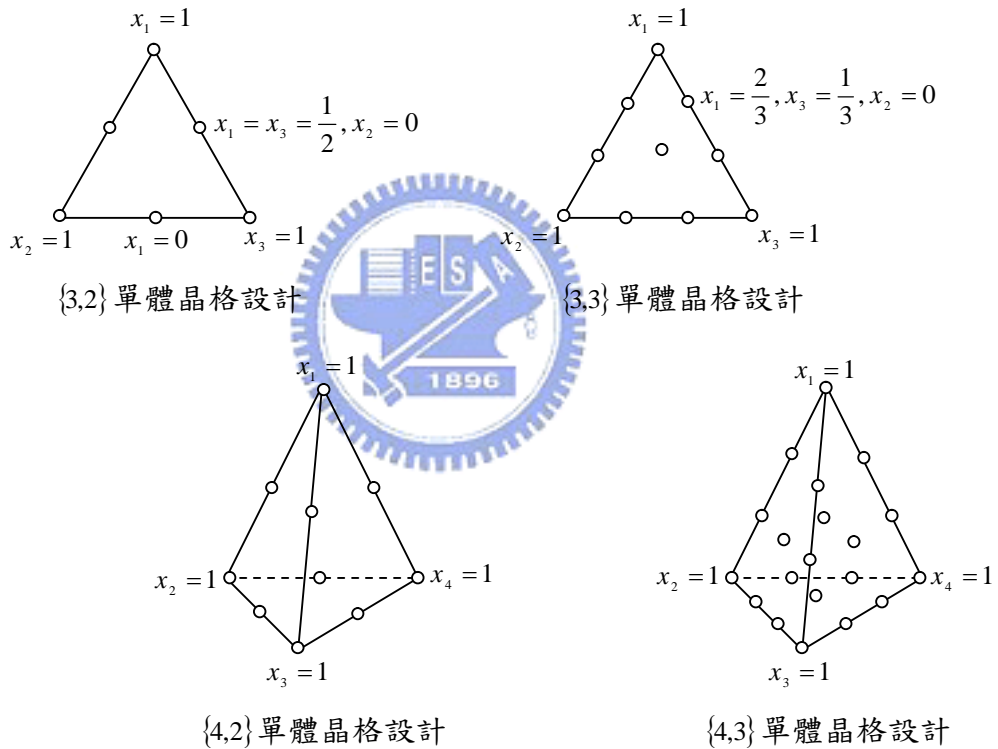 x₁ = 1
x₁ = 1
x₁ = x₃ = 1/2, x₂ = 0
x₁ = 2/3, x₃ = 1/3, x₂ = 0
x₂ = 1
x₁ = 0
x₃ = 1
x₂ = 1
x₃ = 1
E S A
{3,2} 單體晶格設計
{3,3} 單體晶格設計
1896
x₁ = 1
x₁ = 1
x₂ = 1
x₄ = 1
x₂ = 1
x₄ = 1
x₃ = 1
x₃ = 1
{4,2} 單體晶格設計
{4,3} 單體晶格設計